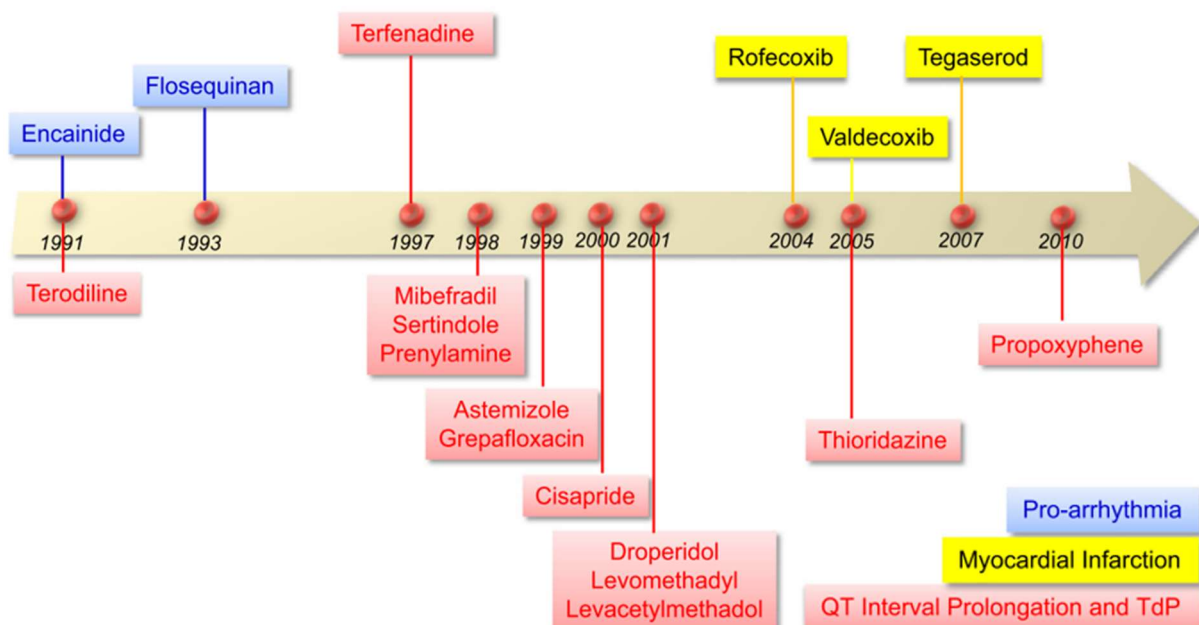 Terfenadine
Rofecoxib
Tegaserod
Flosequinan
Encainide
Valdecoxib
1991
1993
1997
1998
1999
2000
2001
2004
2005
2007
2010
Terodiline
Mibefradil
Sertindole
Prenylamine
Propoxyphene
Astemizole
Grepafloxacin
Thioridazine
Cisapride
Droperidol
Levomethadyl
Levacetylmethadol
Pro-arrhythmia
Myocardial Infarction
QT Interval Prolongation and TdP